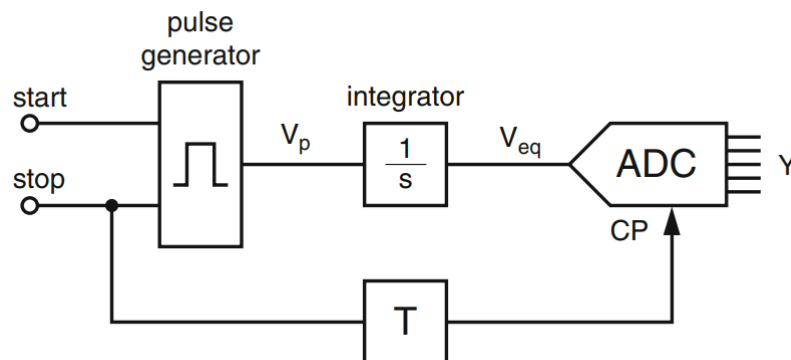 pulse
generator
start
integrator
V_p
1
s
V_eq
ADC
Y
stop
CP
T